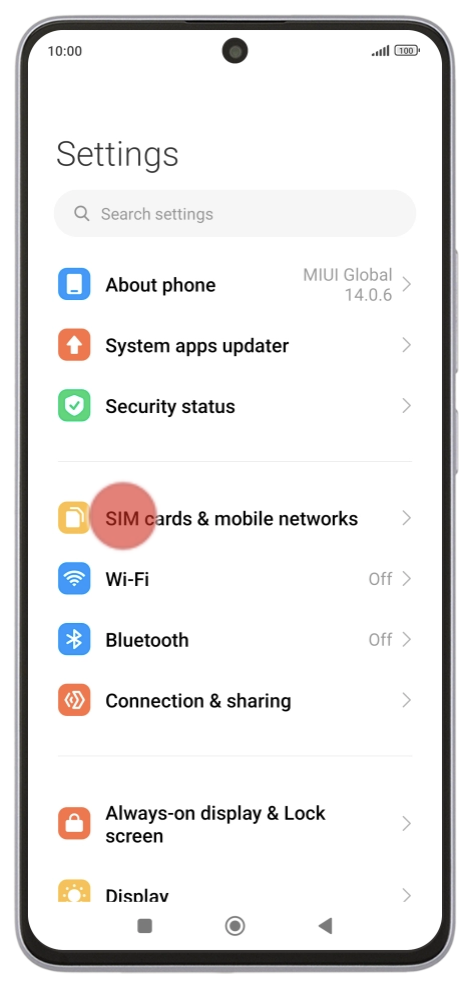 10:00
100
Settings
Search settings
About phone
MIUI Global
14.0.6
System apps updater
Security status
SIM cards & mobile networks
Wi-Fi
Off
Bluetooth
Off
Connection & sharing
Always-on display & Lock
screen
Display